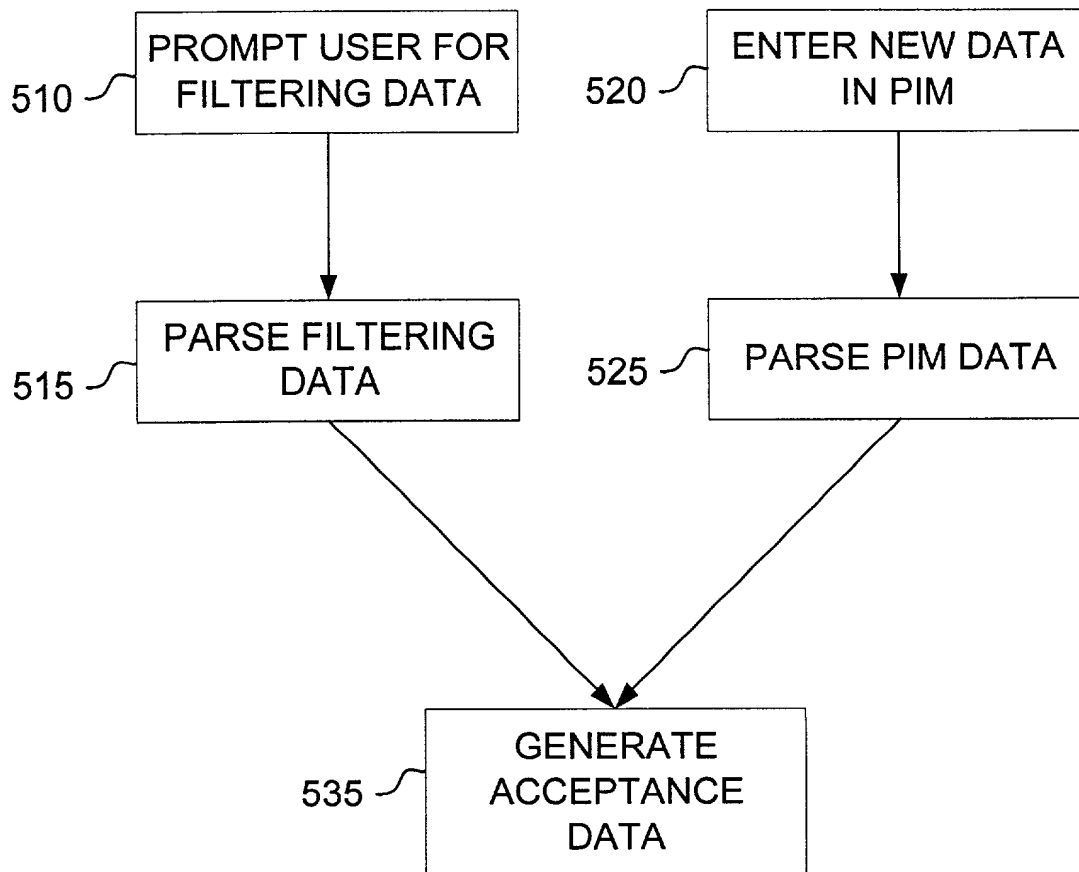 PROMPT USER FOR
FILTERING DATA
510
ENTER NEW DATA
IN PIM
520
PARSE FILTERING
DATA
515
PARSE PIM DATA
525
GENERATE
ACCEPTANCE
DATA
535